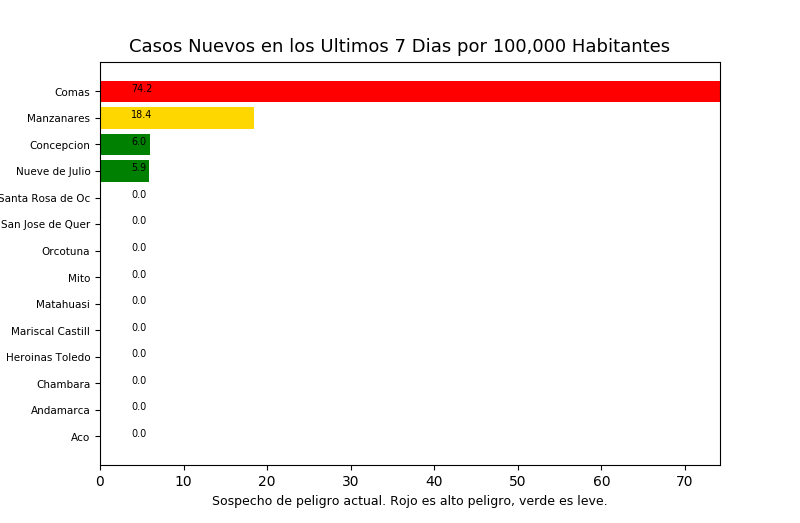 Casos Nuevos en los Ultimos 7 Dias por 100,000 Habitantes
Comas 74.2
Manzanares 18.4
Concepcion 6.0
Nueve de Julio 5.9
Santa Rosa de Oc 0.0
San Jose de Quer 0.0
Orcotuna 0.0
Mito 0.0
Matahuasi 0.0
Mariscal Castill 0.0
Heroinas Toledo 0.0
Chambara 0.0
Andamarca 0.0
Aco 0.0
0 10 20 30 40 50 60 70
Sospecho de peligro actual. Rojo es alto peligro, verde es leve.